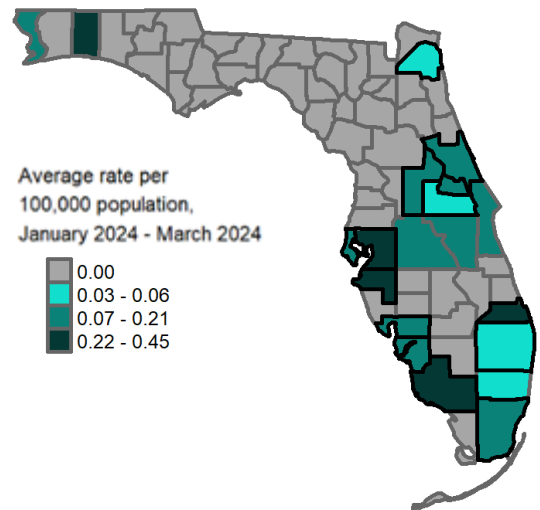 Average rate per
100,000 population,
January 2024 - March 2024
0.00
0.03 - 0.06
0.07 - 0.21
0.22 - 0.45